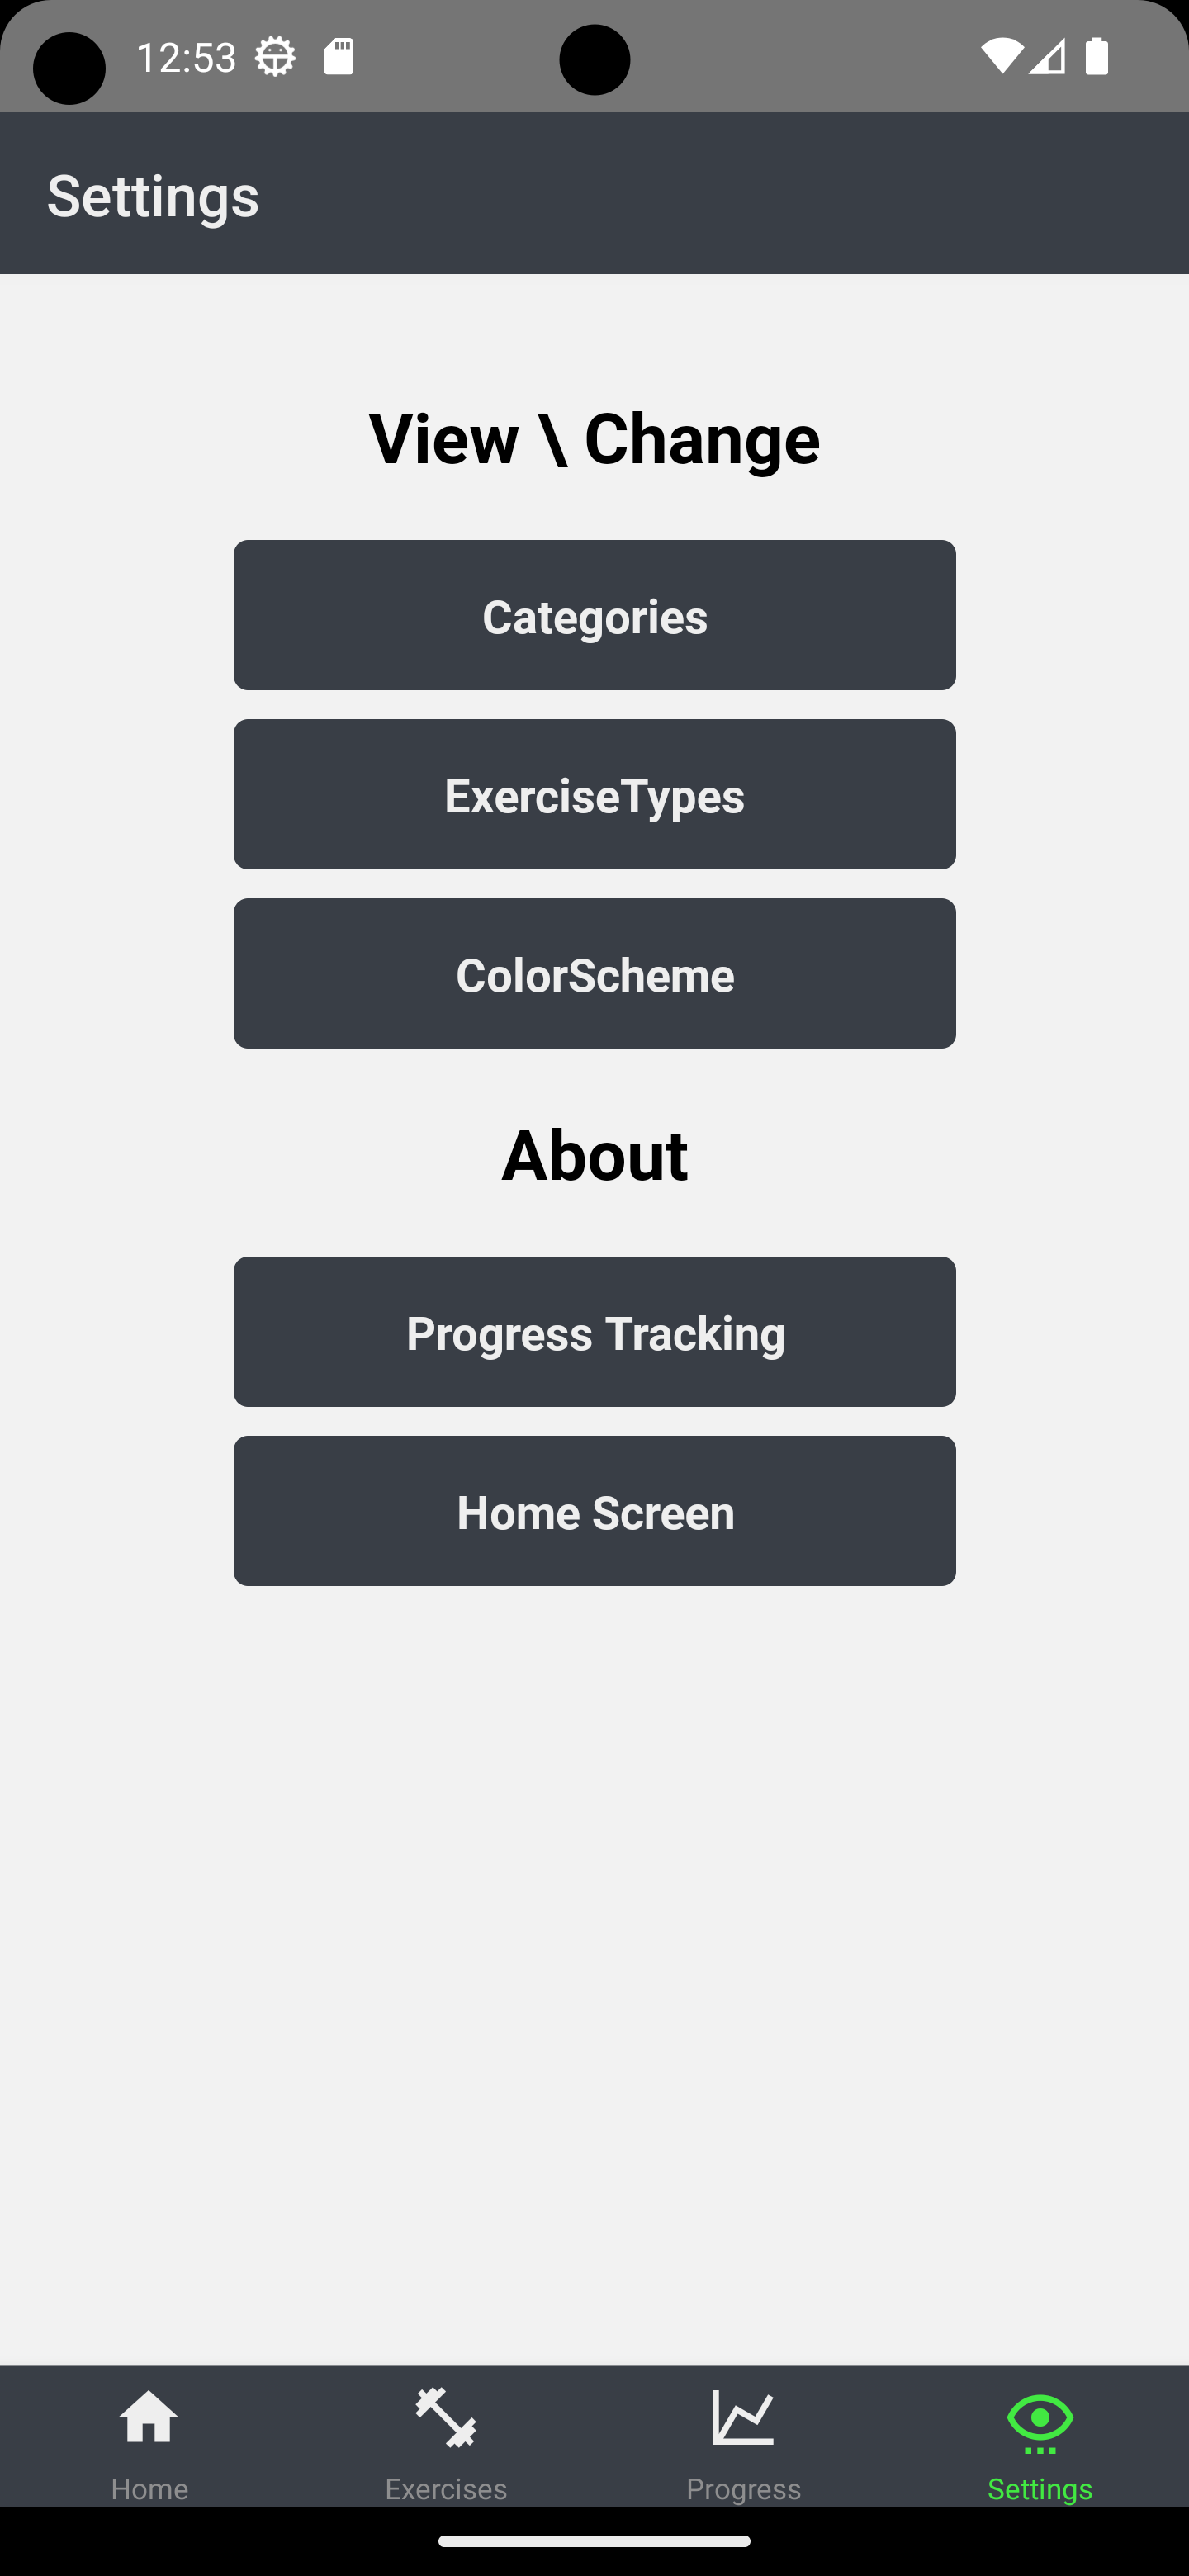 12:53
Settings
View \ Change
Categories
ExerciseTypes
ColorScheme
About
Progress Tracking
Home Screen
Home
Exercises
Progress
Settings